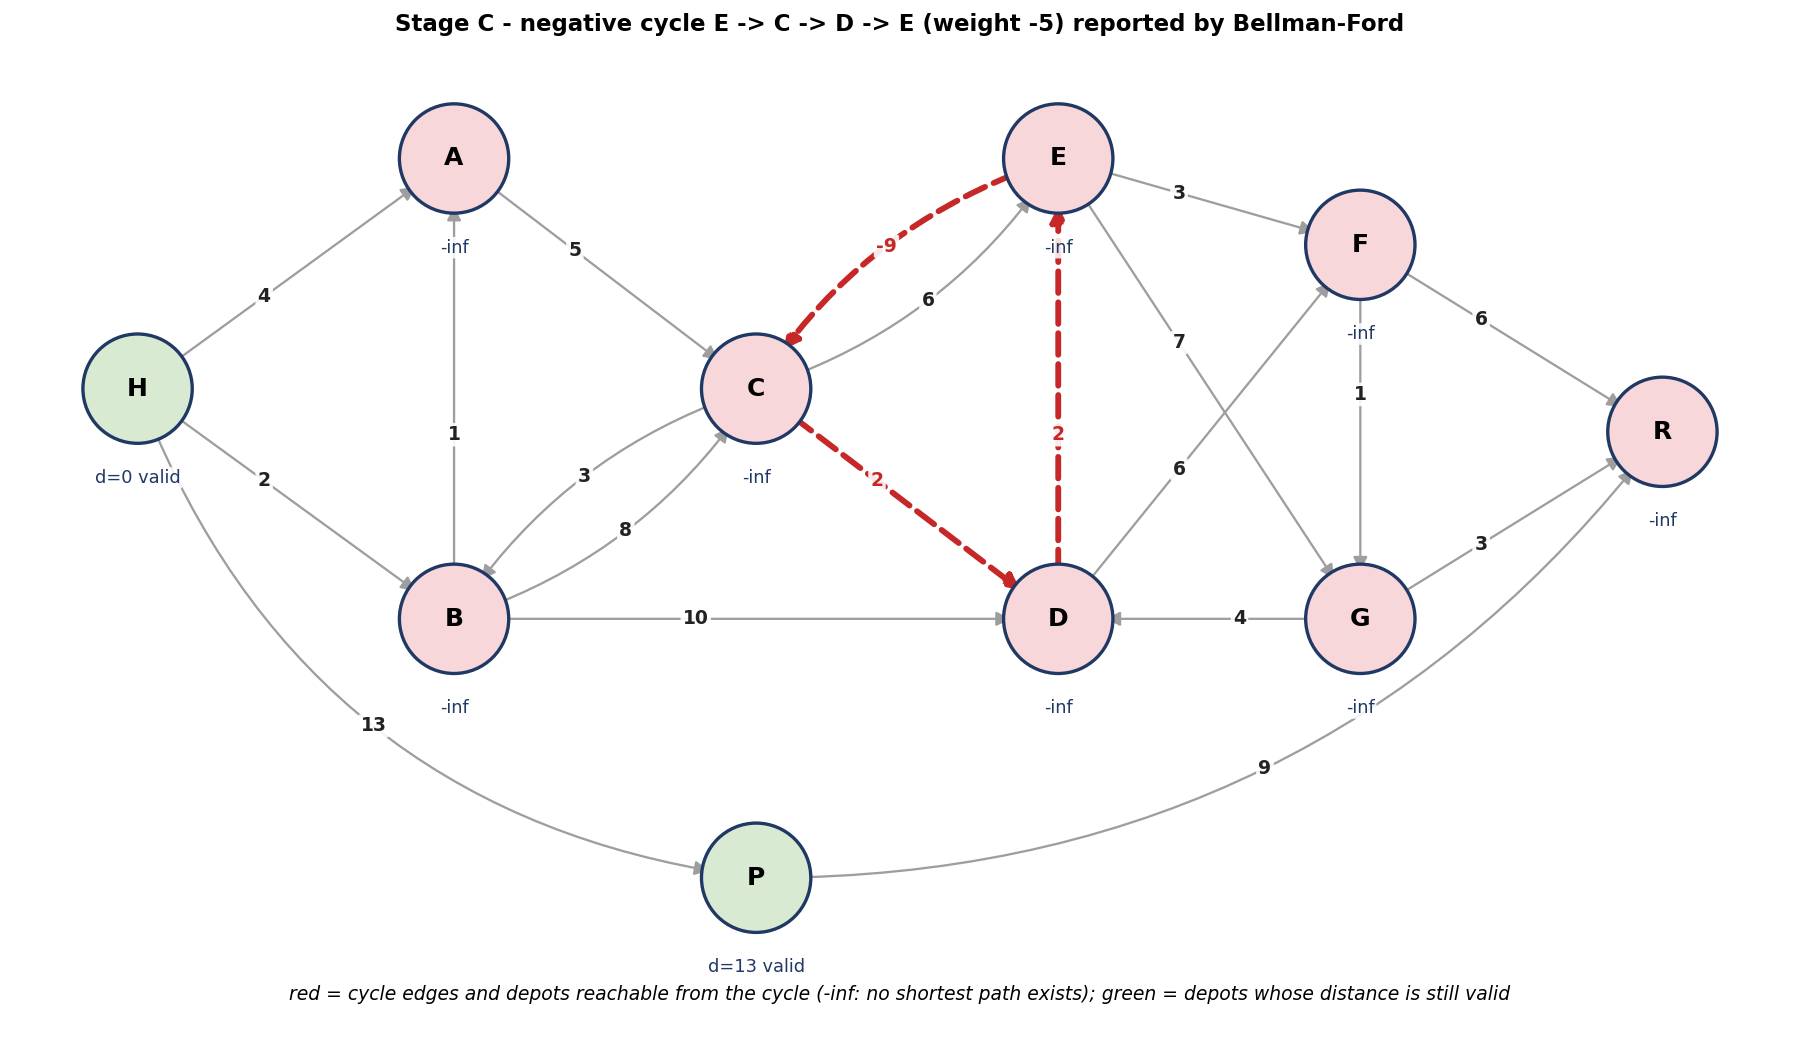 Stage C - negative cycle E -> C -> D -> E (weight -5) reported by Bellman-Ford
A
E
-inf
-inf
3
F
-9
5
4
6
-inf
6
7
H
C
1
R
d=0 valid
2
-inf
1
3
2
2
6
-inf
8
3
B
10
D
4
G
-inf
-inf
-inf
13
9
P
d=13 valid
red = cycle edges and depots reachable from the cycle (-inf: no shortest path exists); green = depots whose distance is still valid